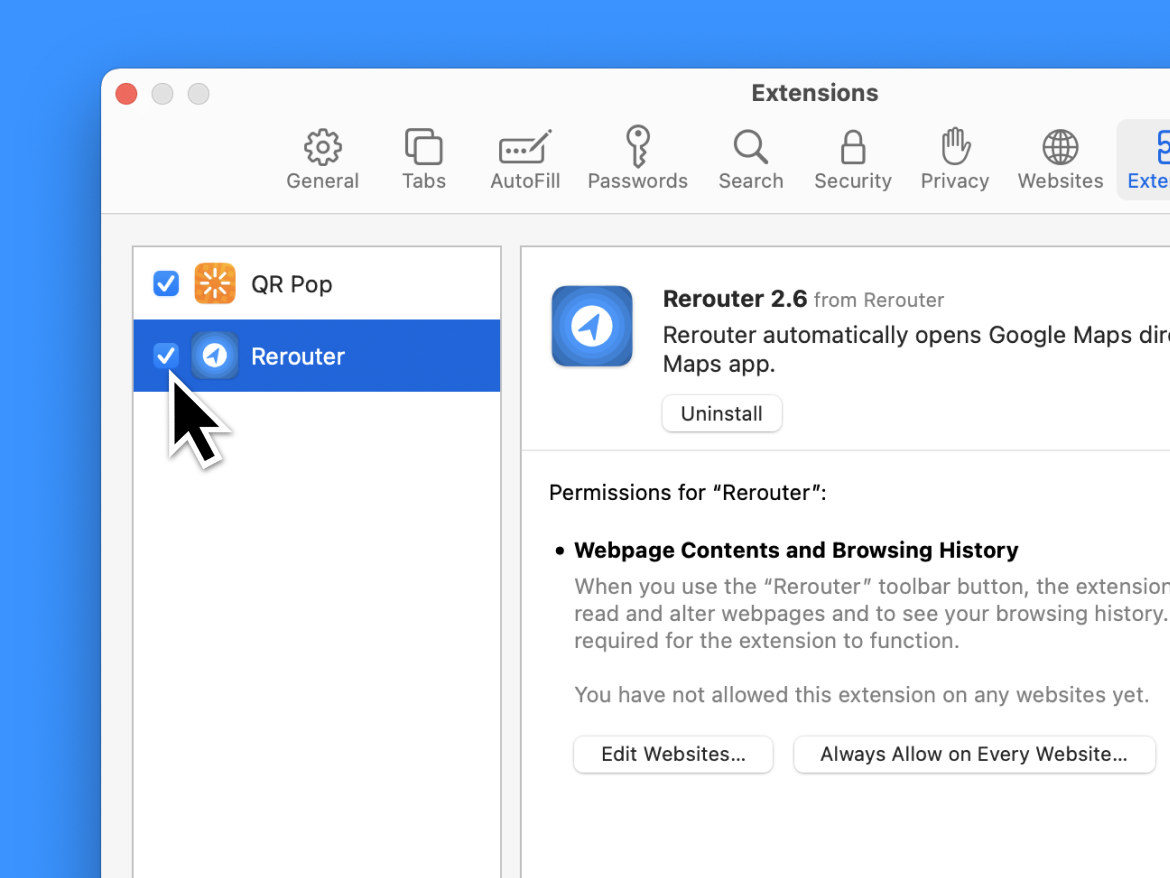 Extensions
General
Tabs
AutoFill
Passwords
Search
Security
Privacy
Websites
QR Pop
Rerouter
Rerouter 2.6 from Rerouter
Rerouter automatically opens Google Maps
Maps app.
Uninstall
Permissions for “Rerouter”:
• Webpage Contents and Browsing History
When you use the “Rerouter” toolbar button, the extension
read and alter webpages and to see your browsing history.
required for the extension to function.
You have not allowed this extension on any websites yet.
Edit Websites...
Always Allow on Every Website...